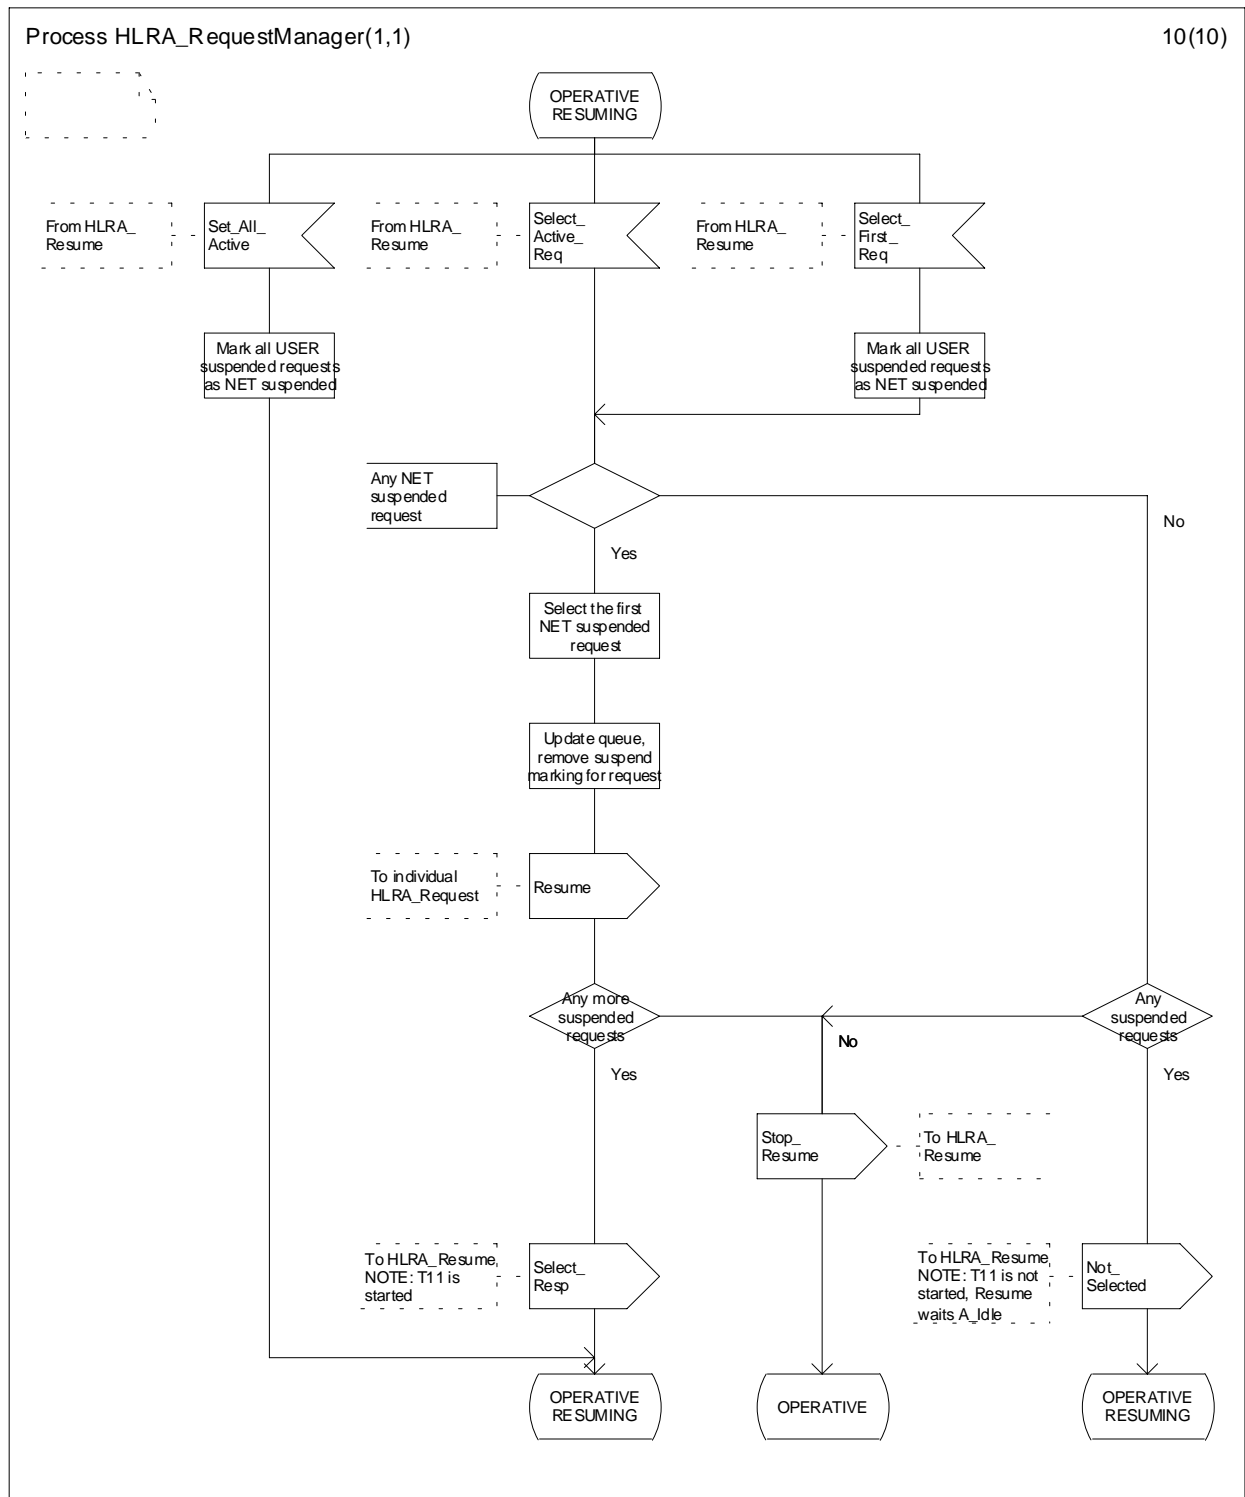 Process HLRA_RequestManager(1,1)
10(10)
OPERATIVE
RESUMING
From HLRA_
Resume
Set_All_
Active
From HLRA_
Resume
Select_
Active_
Req
From HLRA_
Resume
Select_
First_
Req
Mark all USER
suspended requests
as NET suspended
Mark all USER
suspended requests
as NET suspended
Any NET
suspended
request
No
Yes
Select the first
NET suspended
request
Update queue,
remove suspend
marking for request
To individual
HLRA_Request
Resume
Any more
suspended
requests
Any
suspended
requests
No
Yes
Yes
Stop_
Resume
To HLRA_
Resume
To HLRA_Resume,
NOTE: T11 is
started
Select_
Resp
To HLRA_Resume
NOTE: T11 is not
started, Resume
waits A_Idle
Not_
Selected
OPERATIVE
RESUMING
OPERATIVE
OPERATIVE
RESUMING